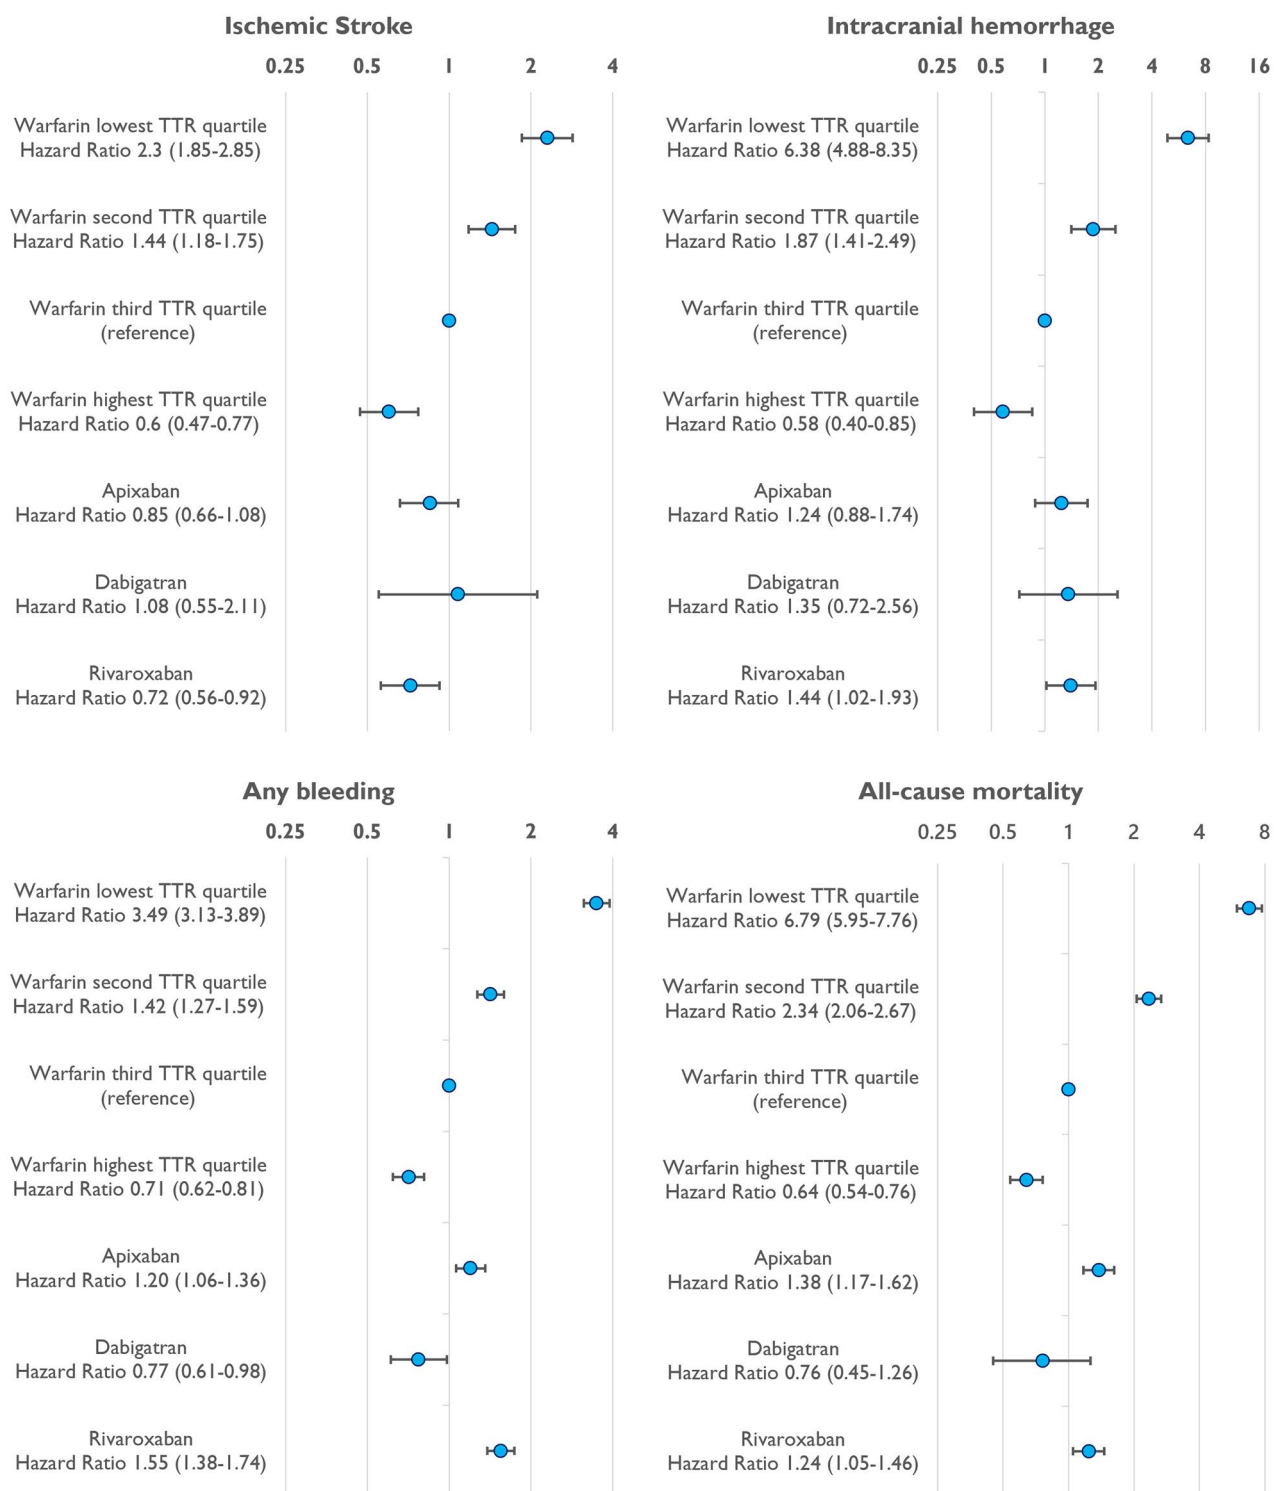 Ischemic Stroke
0.25 0.5 1 2 4
Warfarin lowest TTR quartile
Hazard Ratio 2.3 (1.85-2.85)
Warfarin second TTR quartile
Hazard Ratio 1.44 (1.18-1.75)
Warfarin third TTR quartile
(reference)
Warfarin highest TTR quartile
Hazard Ratio 0.6 (0.47-0.77)
Apixaban
Hazard Ratio 0.85 (0.66-1.08)
Dabigatran
Hazard Ratio 1.08 (0.55-2.11)
Rivaroxaban
Hazard Ratio 0.72 (0.56-0.92)
Intracranial hemorrhage
0.25 0.5 1 2 4 8 16
Warfarin lowest TTR quartile
Hazard Ratio 6.38 (4.88-8.35)
Warfarin second TTR quartile
Hazard Ratio 1.87 (1.41-2.49)
Warfarin third TTR quartile
(reference)
Warfarin highest TTR quartile
Hazard Ratio 0.58 (0.40-0.85)
Apixaban
Hazard Ratio 1.24 (0.88-1.74)
Dabigatran
Hazard Ratio 1.35 (0.72-2.56)
Rivaroxaban
Hazard Ratio 1.44 (1.02-1.93)
Any bleeding
0.25 0.5 1 2 4
Warfarin lowest TTR quartile
Hazard Ratio 3.49 (3.13-3.89)
Warfarin second TTR quartile
Hazard Ratio 1.42 (1.27-1.59)
Warfarin third TTR quartile
(reference)
Warfarin highest TTR quartile
Hazard Ratio 0.71 (0.62-0.81)
Apixaban
Hazard Ratio 1.20 (1.06-1.36)
Dabigatran
Hazard Ratio 0.77 (0.61-0.98)
Rivaroxaban
Hazard Ratio 1.55 (1.38-1.74)
All-cause mortality
0.25 0.5 1 2 4 8
Warfarin lowest TTR quartile
Hazard Ratio 6.79 (5.95-7.76)
Warfarin second TTR quartile
Hazard Ratio 2.34 (2.06-2.67)
Warfarin third TTR quartile
(reference)
Warfarin highest TTR quartile
Hazard Ratio 0.64 (0.54-0.76)
Apixaban
Hazard Ratio 1.38 (1.17-1.62)
Dabigatran
Hazard Ratio 0.76 (0.45-1.26)
Rivaroxaban
Hazard Ratio 1.24 (1.05-1.46)